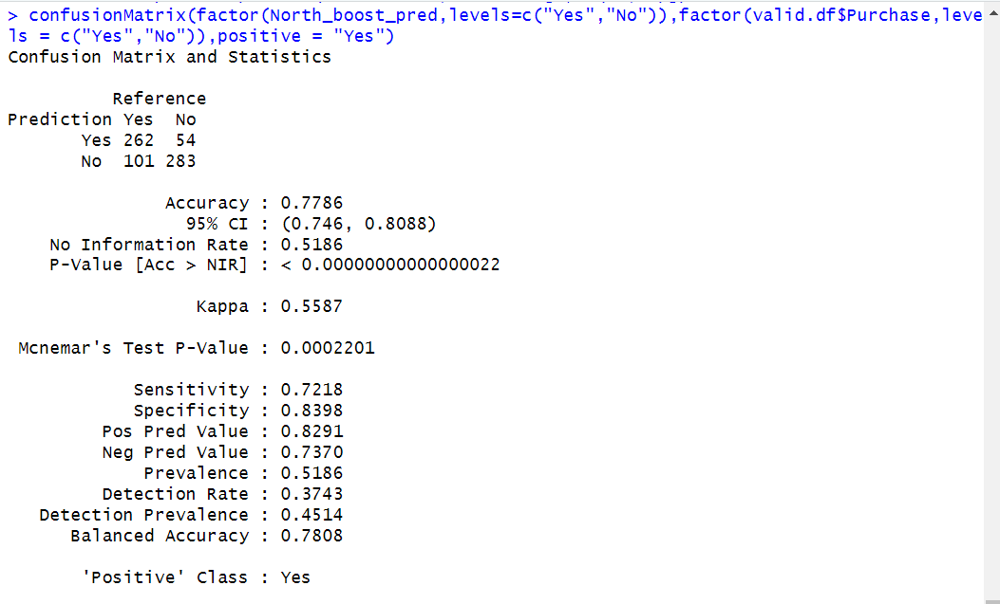 > confusionMatrix(factor(North_boost_pred,levels=c("Yes","No")),factor(valid.df$Purchase,leve
ls = c("Yes","No")),positive = "Yes")
Confusion Matrix and Statistics
Reference
Prediction Yes No
Yes 262 54
No 101 283
Accuracy : 0.7786
95% CI : (0.746, 0.8088)
No Information Rate : 0.5186
P-Value [Acc > NIR] : < 0.00000000000000022
Kappa : 0.5587
Mcnemar's Test P-Value : 0.0002201
Sensitivity : 0.7218
Specificity : 0.8398
Pos Pred Value : 0.8291
Neg Pred Value : 0.7370
Prevalence : 0.5186
Detection Rate : 0.3743
Detection Prevalence : 0.4514
Balanced Accuracy : 0.7808
'Positive' Class : Yes